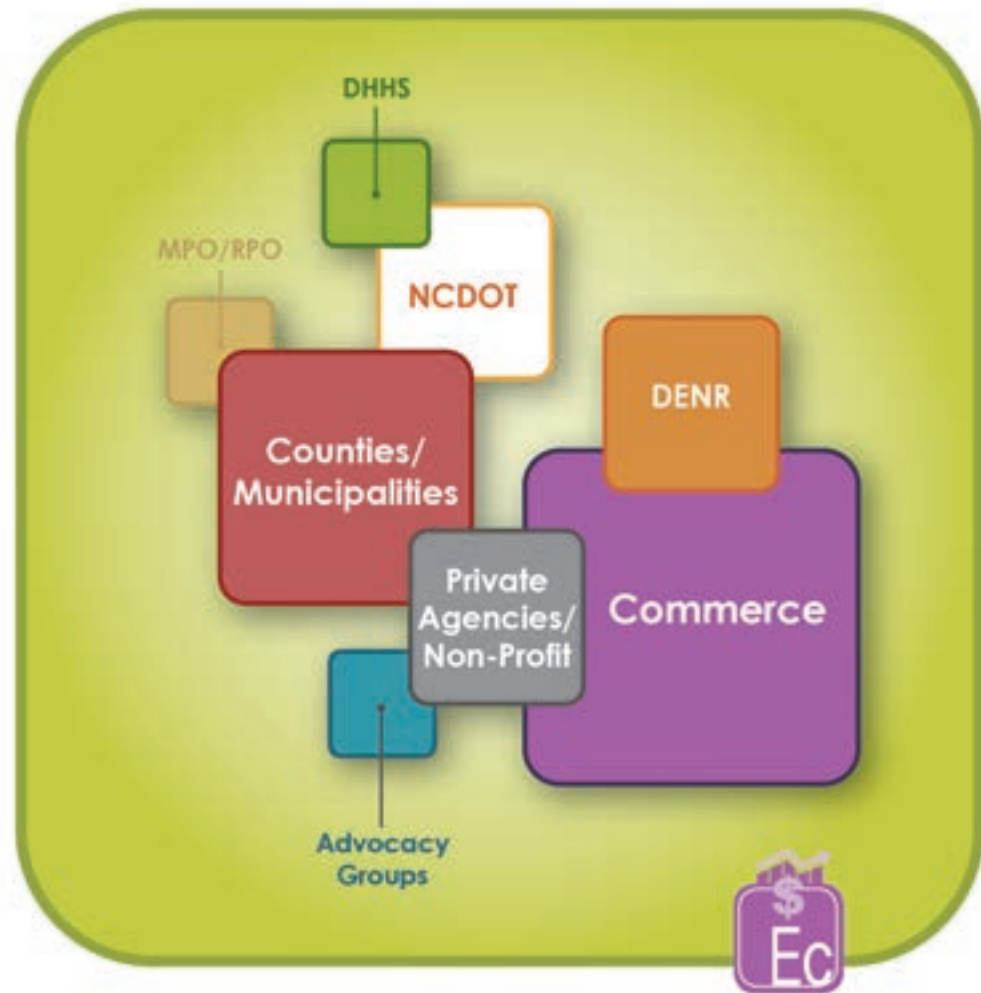 DHHS
MPO/RPO
NCDOT
DENR
Counties/
Municipalities
Private
Agencies/
Non-Profit
Commerce
Advocacy
Groups
$
Ec